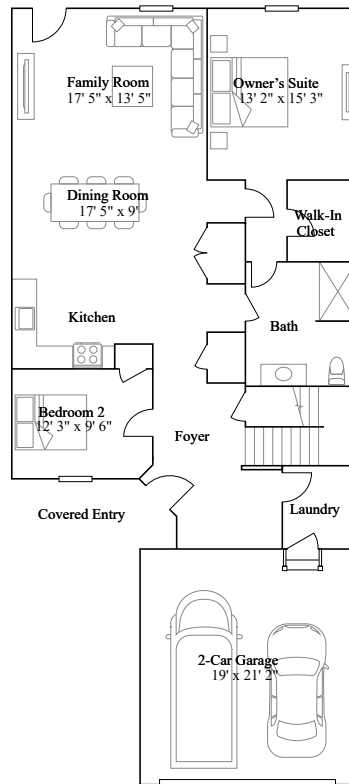 Family Room
17' 5" x 13' 5"
Owner's Suite
13' 2" x 15' 3"
Dining Room
17' 5" x 9'
Walk-In
Closet
Kitchen
Bath
Bedroom 2
12' 3" x 9' 6"
Foyer
Covered Entry
Laundry
2-Car Garage
19' x 21' 2"